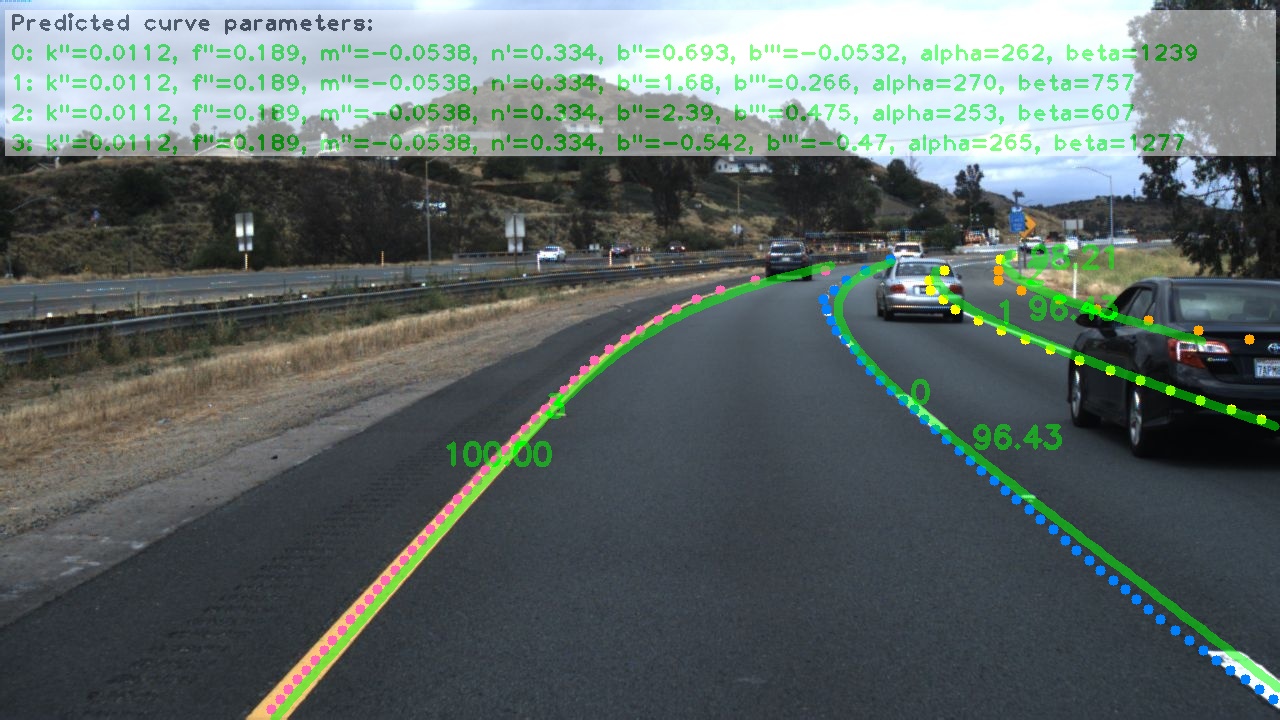 Predicted curve parameters:
0: k''=0.0112, f''=0.189, m''=-0.0538, n'=0.334, b''=0.693, b'''=-0.0532, alpha=262, beta=1239
1: k''=0.0112, f''=0.189, m''=-0.0538, n'=0.334, b''=1.68, b'''=0.266, alpha=270, beta=757
2: k''=0.0112, f''=0.189, m''=-0.0538, n'=0.334, b''=2.39, b'''=0.475, alpha=253, beta=607
3: k''=0.0112, f''=0.189, m''=-0.0538, n'=0.334, b''=-0.542, b'''=-0.47, alpha=265, beta=1277
98.21
1 96.43
0
96.43
100.00